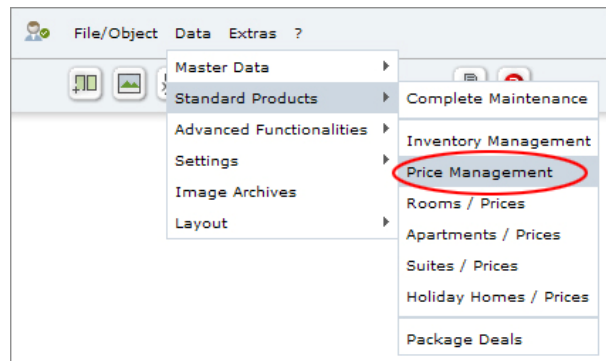 File/Object Data Extras ?
Master Data
Standard Products
Advanced Functionalities
Settings
Image Archives
Layout
Complete Maintenance
Inventory Management
Price Management
Rooms / Prices
Apartments / Prices
Suites / Prices
Holiday Homes / Prices
Package Deals